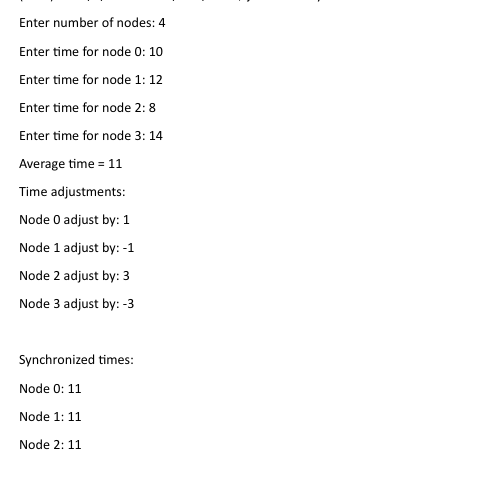 Enter number of nodes: 4
Enter time for node 0: 10
Enter time for node 1: 12
Enter time for node 2: 8
Enter time for node 3: 14
Average time = 11
Time adjustments:
Node 0 adjust by: 1
Node 1 adjust by: -1
Node 2 adjust by: 3
Node 3 adjust by: -3
Synchronized times:
Node 0: 11
Node 1: 11
Node 2: 11